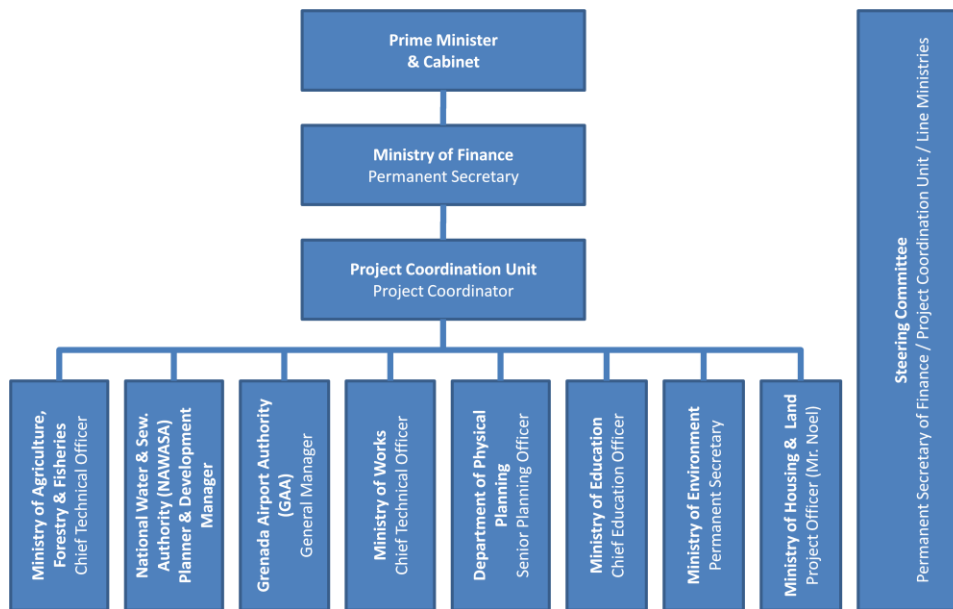 Prime Minister
& Cabinet
Ministry of Finance
Permanent Secretary
Project Coordination Unit
Project Coordinator
Ministry of Agriculture,
Forestry & Fisheries
Chief Technical Officer
National Water & Sew.
Authority (NAWASA)
Planner & Development
Manager
Grenada Airport Authority
(GAA)
General Manager
Ministry of Works
Chief Technical Officer
Department of Physical
Planning
Senior Planning Officer
Ministry of Education
Chief Education Officer
Ministry of Environment
Permanent Secretary
Ministry of Housing & Land
Project Officer (Mr. Noel)
Steering Committee
Permanent Secretary of Finance / Project Coordination Unit / Line Ministries